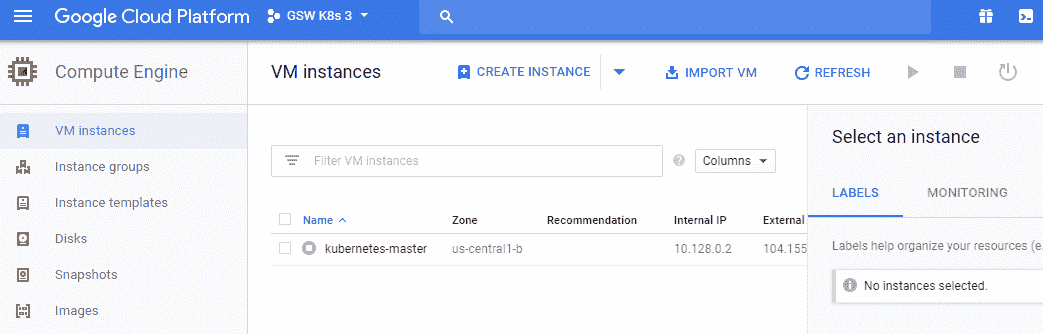 Google Cloud Platform GSW K8s 3
Compute Engine VM instances CREATE INSTANCE IMPORT VM REFRESH
VM instances
Instance groups
Instance templates
Disks
Snapshots
Images
Filter VM instances ? Columns
Name Zone Recommendation Internal IP External
kubernetes-master us-central1-b 10.128.0.2 104.155
Select an instance
LABELS MONITORING
Labels help organize your resources (e.
No instances selected.